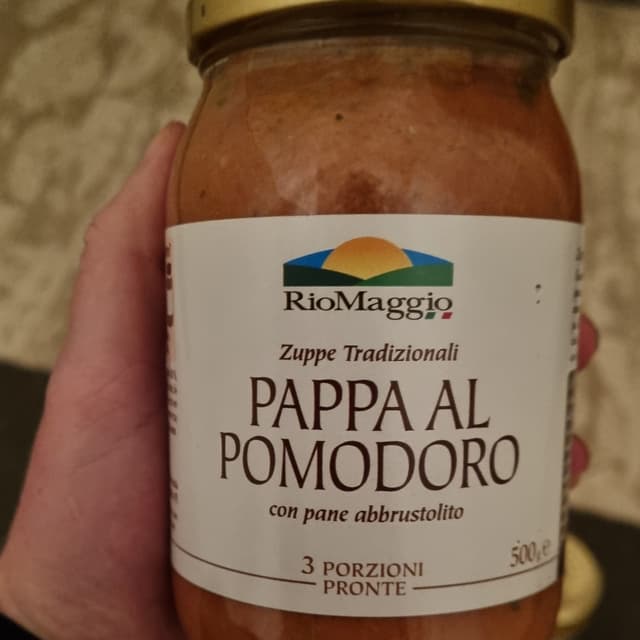 RioMaggio
Zuppe Tradizionali
PAPPA AL
POMODORO
con pane abbrustolito
3 PORZIONI
PRONTE
500g e